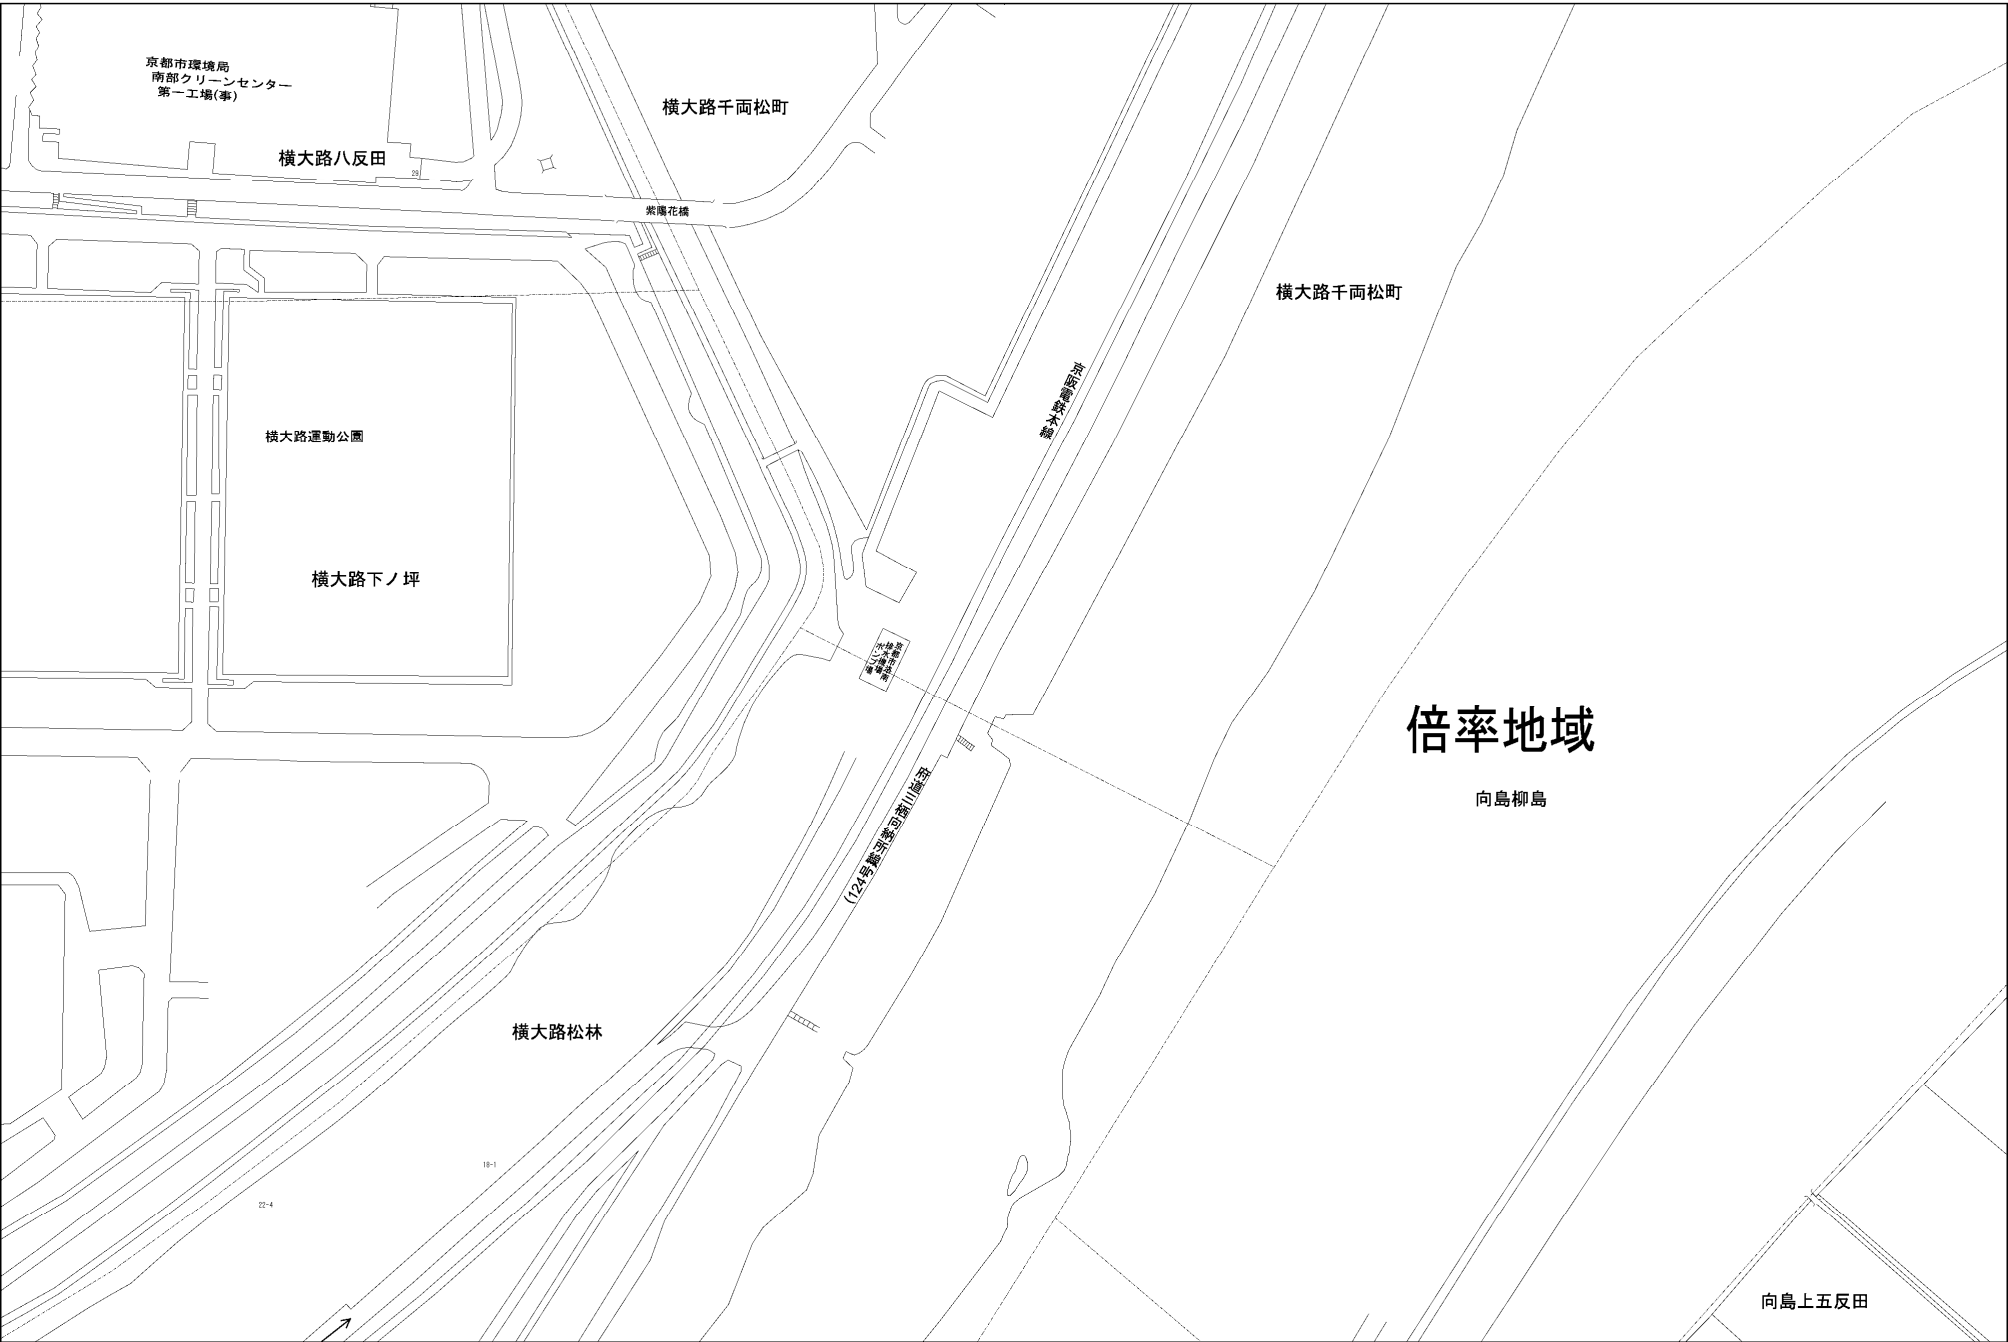 京都市環境局
南部クリーンセンター
第一工場(事)
横大路千両松町
横大路八反田
29
紫陽花橋
横大路千両松町
京阪電鉄本線
横大路運動公園
横大路下ノ坪
京都市洛南
排水機場
ポンプ場
倍率地域
向島柳島
府道三栖向納所線
(124号線)
横大路松林
18-1
22-4
向島上五反田